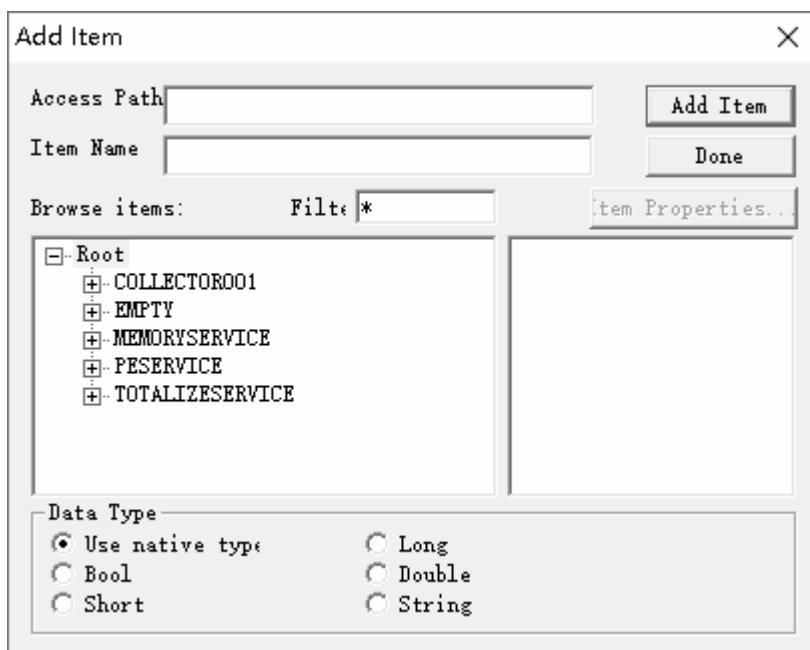 Add Item
Access Path
Add Item
Item Name
Done
Browse items: Filte *
tem Properties...
Root
COLLECTOR001
EMPTY
MEMORYSERVICE
PESERVICE
TOTALIZESERVICE
Data Type
Use native type Long
Bool Double
Short String